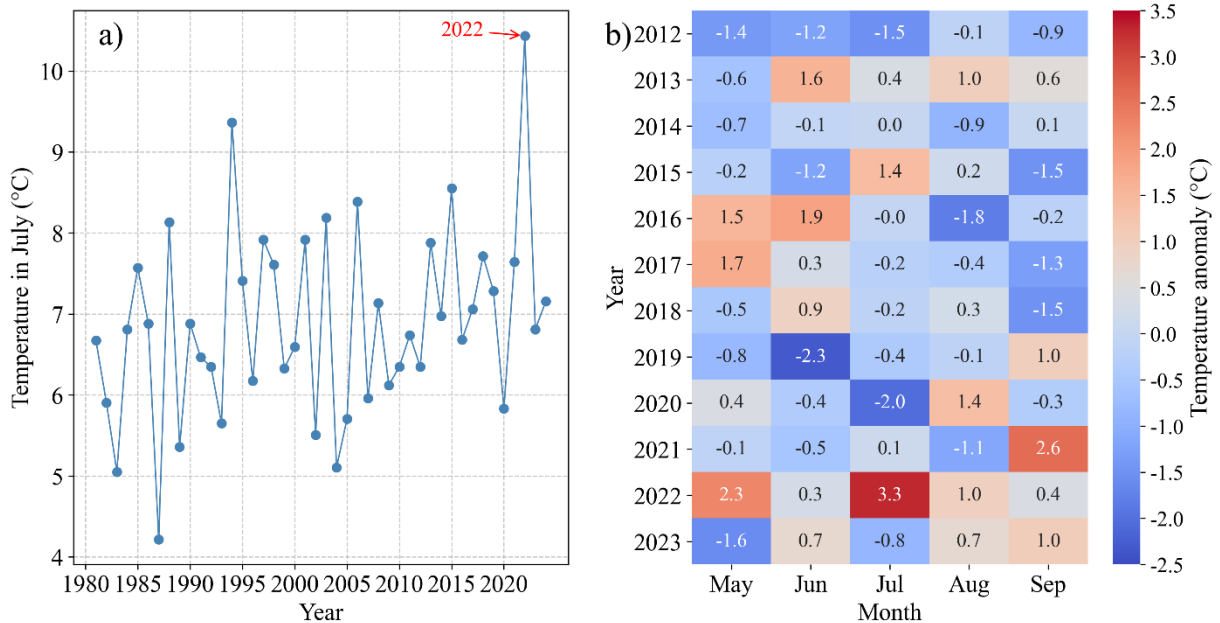 a)
2022
10
9
8
7
6
5
4
Temperature in July (°C)
1980 1985 1990 1995 2000 2005 2010 2015 2020
Year
b)
2012 -1.4 -1.2 -1.5 -0.1 -0.9
2013 -0.6 1.6 0.4 1.0 0.6
2014 -0.7 -0.1 0.0 -0.9 0.1
2015 -0.2 -1.2 1.4 0.2 -1.5
2016 1.5 1.9 -0.0 -1.8 -0.2
2017 1.7 0.3 -0.2 -0.4 -1.3
2018 -0.5 0.9 -0.2 0.3 -1.5
2019 -0.8 -2.3 -0.4 -0.1 1.0
2020 0.4 -0.4 -2.0 1.4 -0.3
2021 -0.1 -0.5 0.1 -1.1 2.6
2022 2.3 0.3 3.3 1.0 0.4
2023 -1.6 0.7 -0.8 0.7 1.0
Year
May Jun Jul Aug Sep
Month
3.5
3.0
2.5
2.0
1.5
1.0
0.5
0.0
-0.5
-1.0
-1.5
-2.0
-2.5
Temperature anomaly (°C)